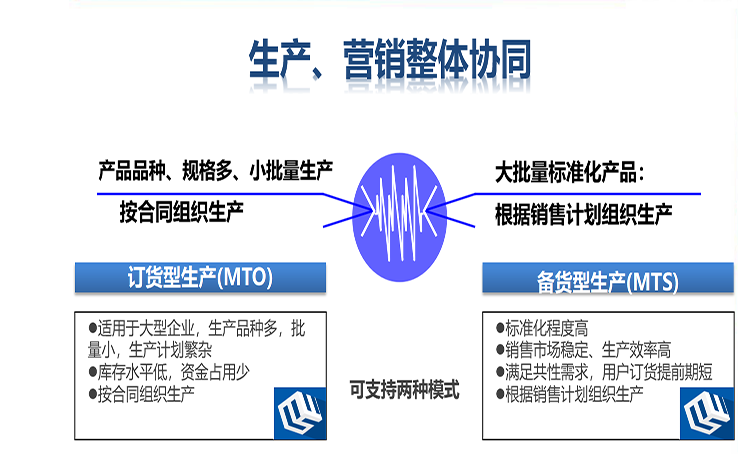 生产、营销整体协同
产品品种、规格多、小批量生产
按合同组织生产
大批量标准化产品：
根据销售计划组织生产
订货型生产(MTO)
●适用于大型企业，生产品种多，批
量小，生产计划繁杂
●库存水平低，资金占用少
●按合同组织生产
可支持两种模式
备货型生产(MTS)
●标准化程度高
●销售市场稳定、生产效率高
●满足共性需求，用户订货提前期短
●根据销售计划组织生产